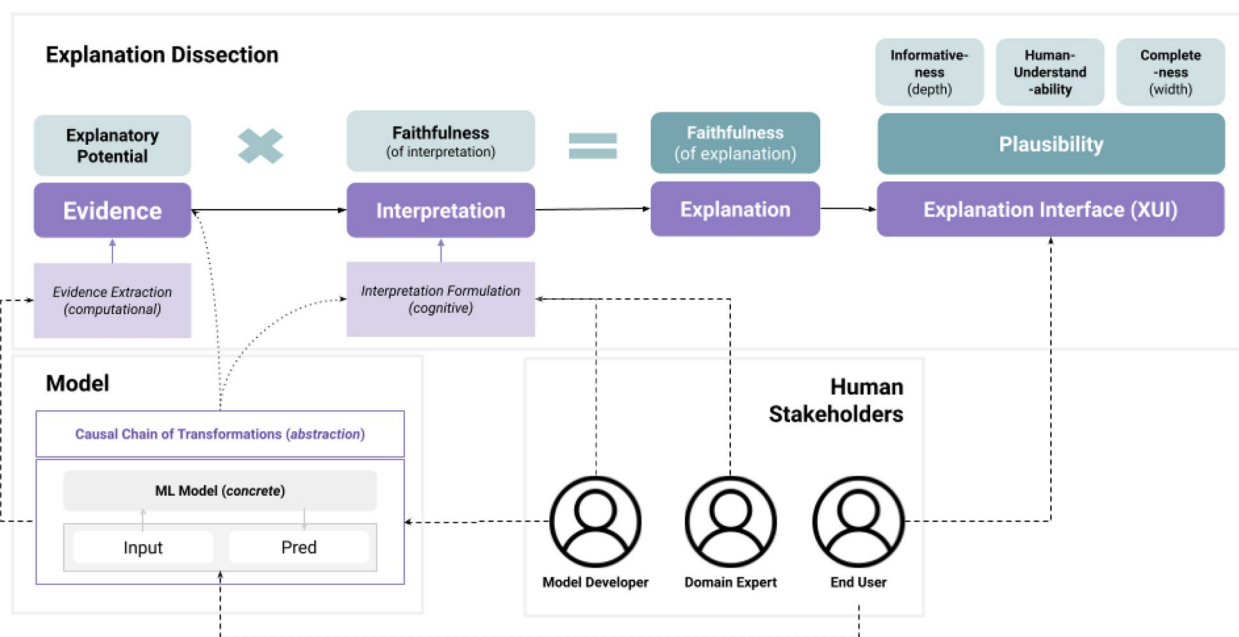 Explanation Dissection
Informative-
ness
(depth)
Human-
Understand
-ability
Complete
-ness
(width)
Explanatory
Potential
Faithfulness
(of interpretation)
Faithfulness
(of explanation)
Plausibility
Evidence
Interpretation
Explanation
Explanation Interface (XUI)
Evidence Extraction
(computational)
Interpretation Formulation
(cognitive)
Model
Causal Chain of Transformations (abstraction)
ML Model (concrete)
Input
Pred
Human
Stakeholders
Model Developer
Domain Expert
End User